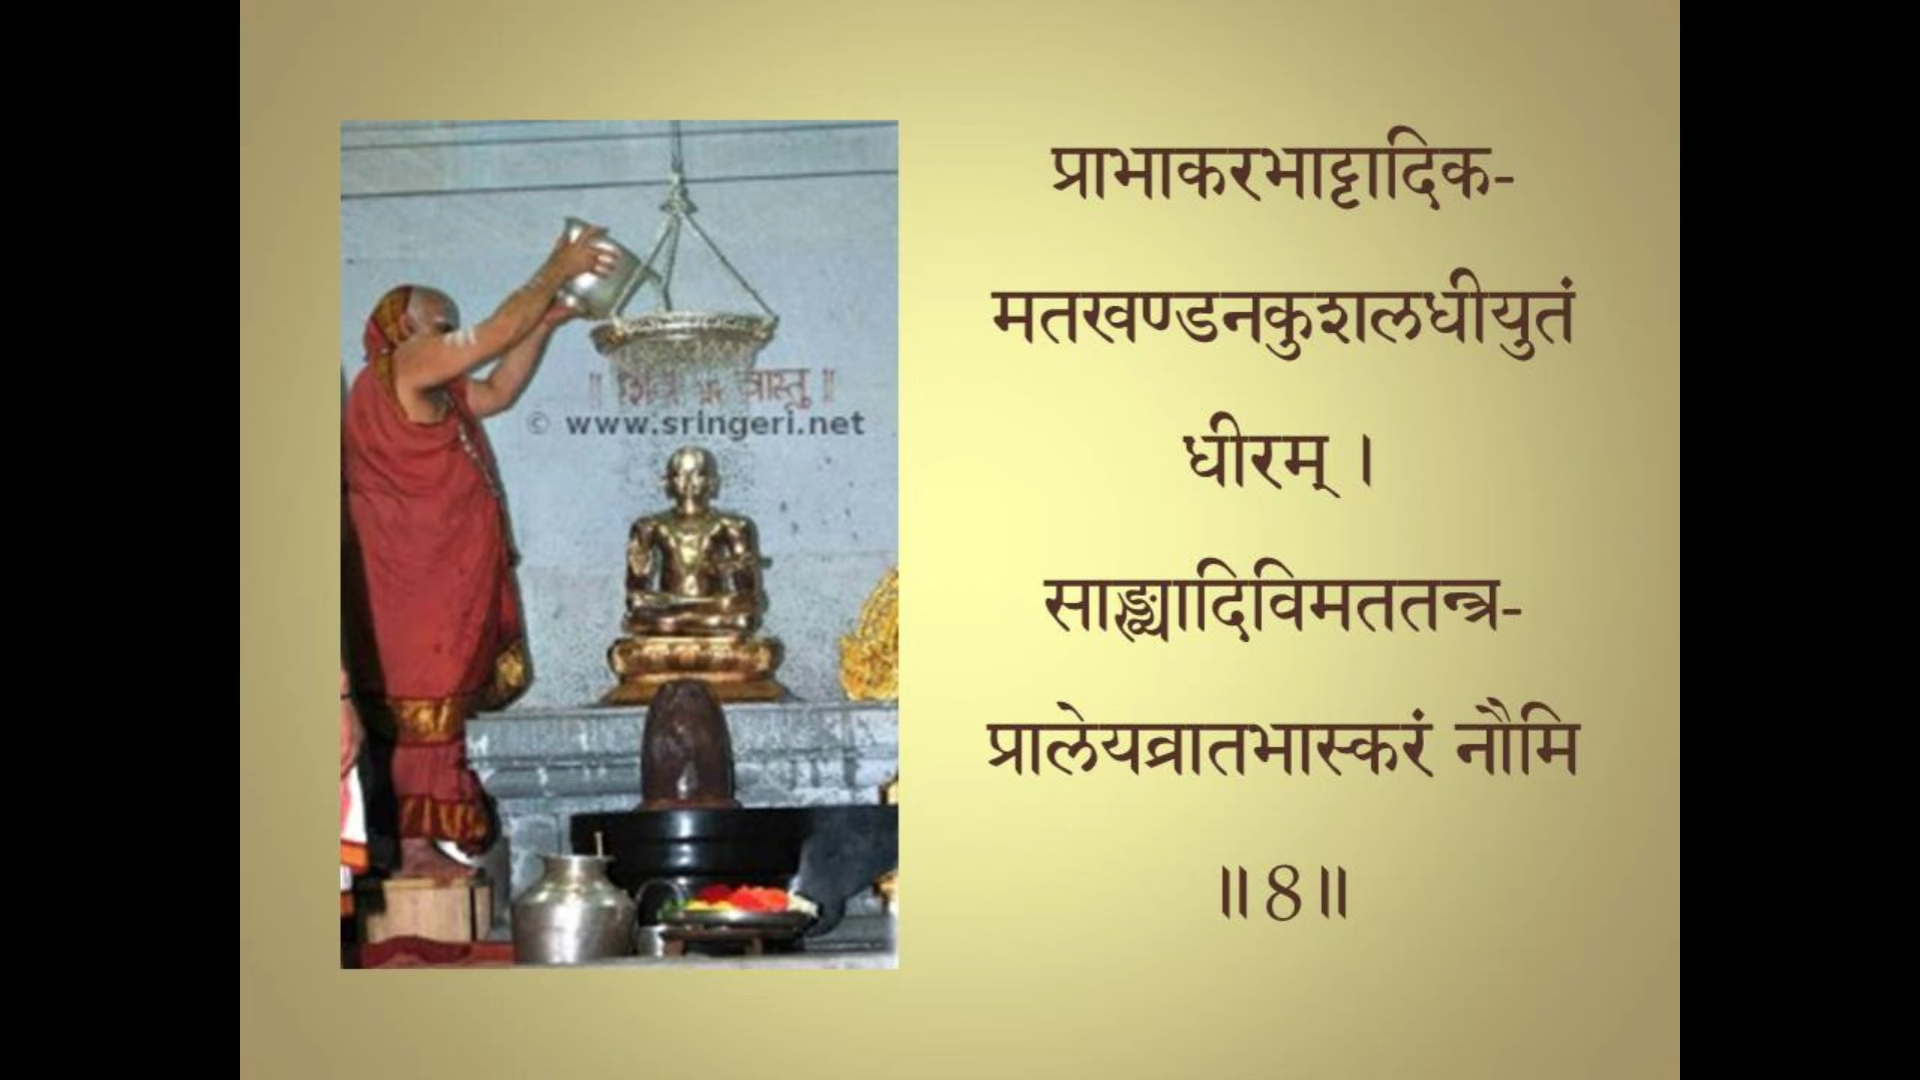 प्राभाकरभाट्टादिक-
मतखण्डनकुशलधीयुतं
धीरम् ।
साङ्ख्यादिविमततन्त्र-
प्रालेयव्रातभास्करं नौमि
॥8॥
© www.sringeri.net